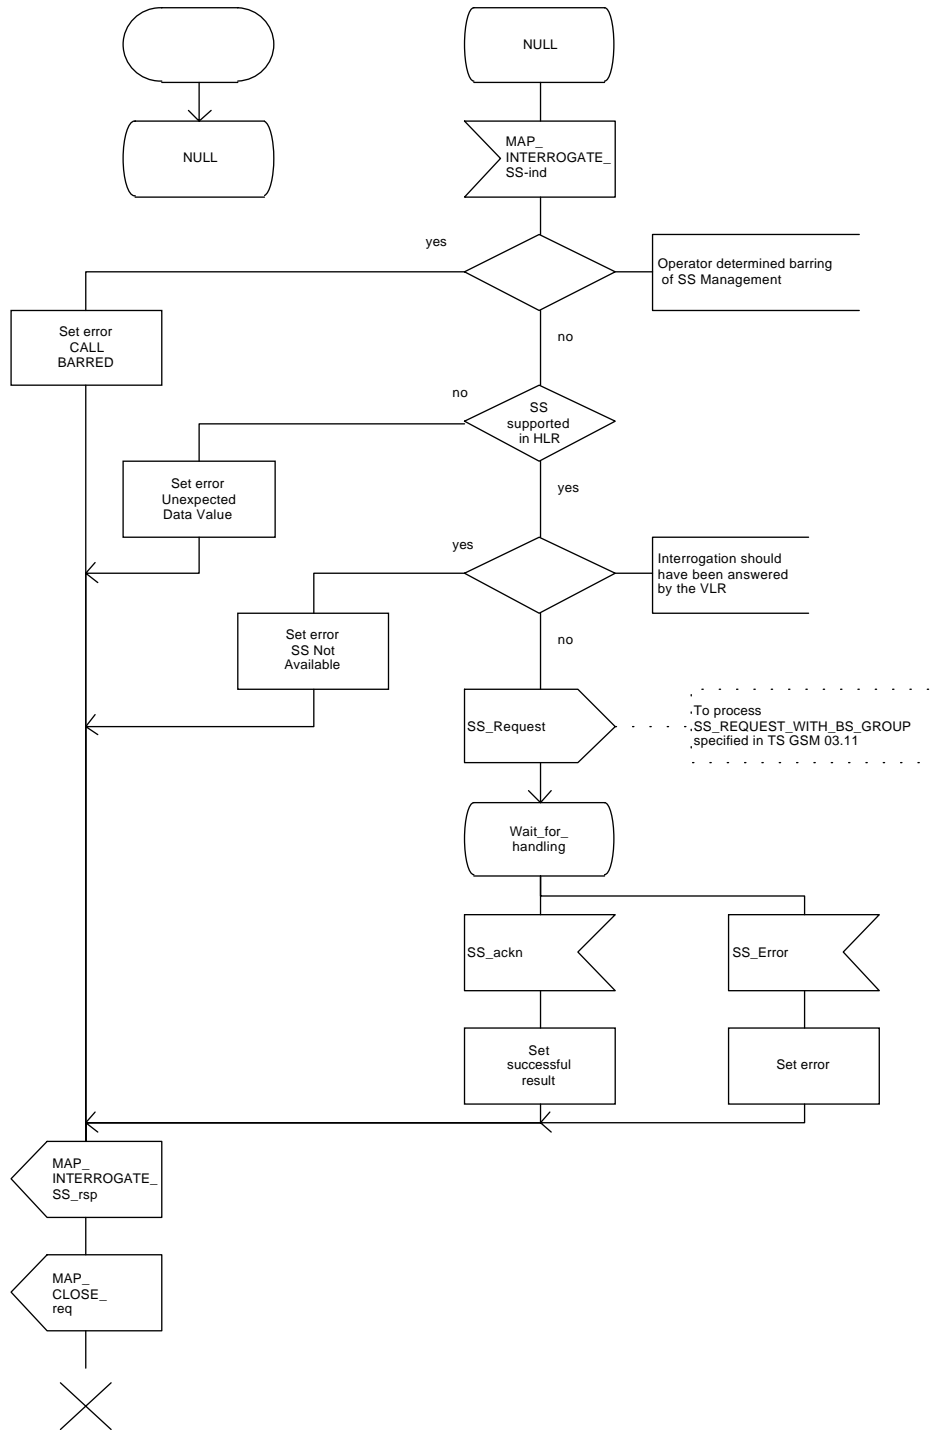 NULL
NULL
MAP_
INTERROGATE_
SS-ind
yes
Operator determined barring
of SS Management
Set error
CALL
BARRED
no
no
SS
supported
in HLR
Set error
Unexpected
Data Value
yes
yes
Interrogation should
have been answered
by the VLR
Set error
SS Not
Available
no
SS_Request
To process
SS_REQUEST_WITH_BS_GROUP
specified in TS GSM 03.11
Wait_for_
handling
SS_ackn
SS_Error
Set
successful
result
Set error
MAP_
INTERROGATE_
SS_rsp
MAP_
CLOSE_
req